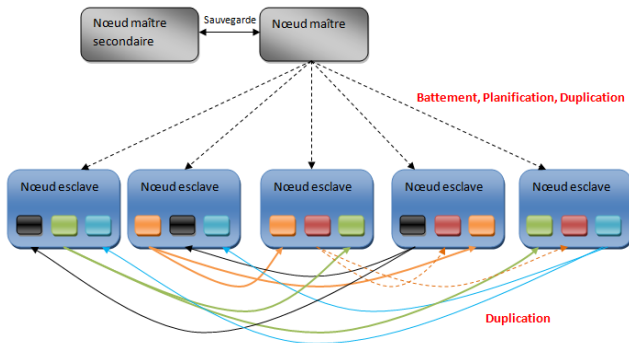 Nœud maître
secondaire
Sauvegarde
Nœud maître
Battement, Planification, Duplication
Nœud esclave
Nœud esclave
Nœud esclave
Nœud esclave
Nœud esclave
Duplication